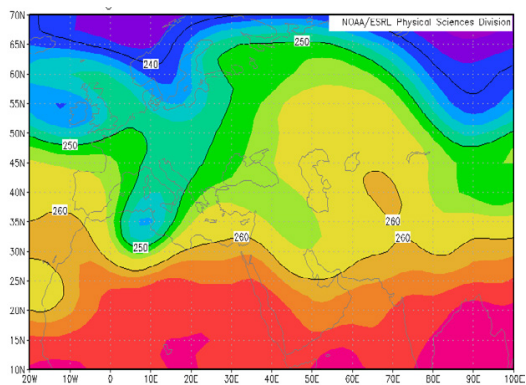 NOAA/ESRL Physical Sciences Division
70N
65N
60N
55N
50N
45N
40N
35N
30N
25N
20N
15N
10N
250
240
250
260
260
260
260
250
20W
10W
0
10E
20E
30E
40E
50E
60E
70E
80E
90E
100E